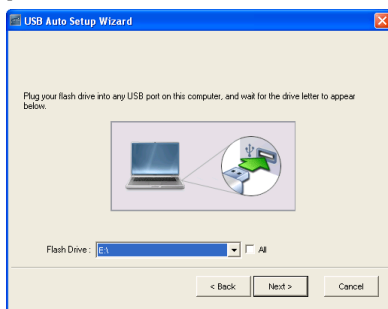 USB Auto Setup Wizard
Plug your flash drive into any USB port on this computer, and wait for the drive letter to appear
below.
Flash Drive : E:\ All
< Back Next > Cancel